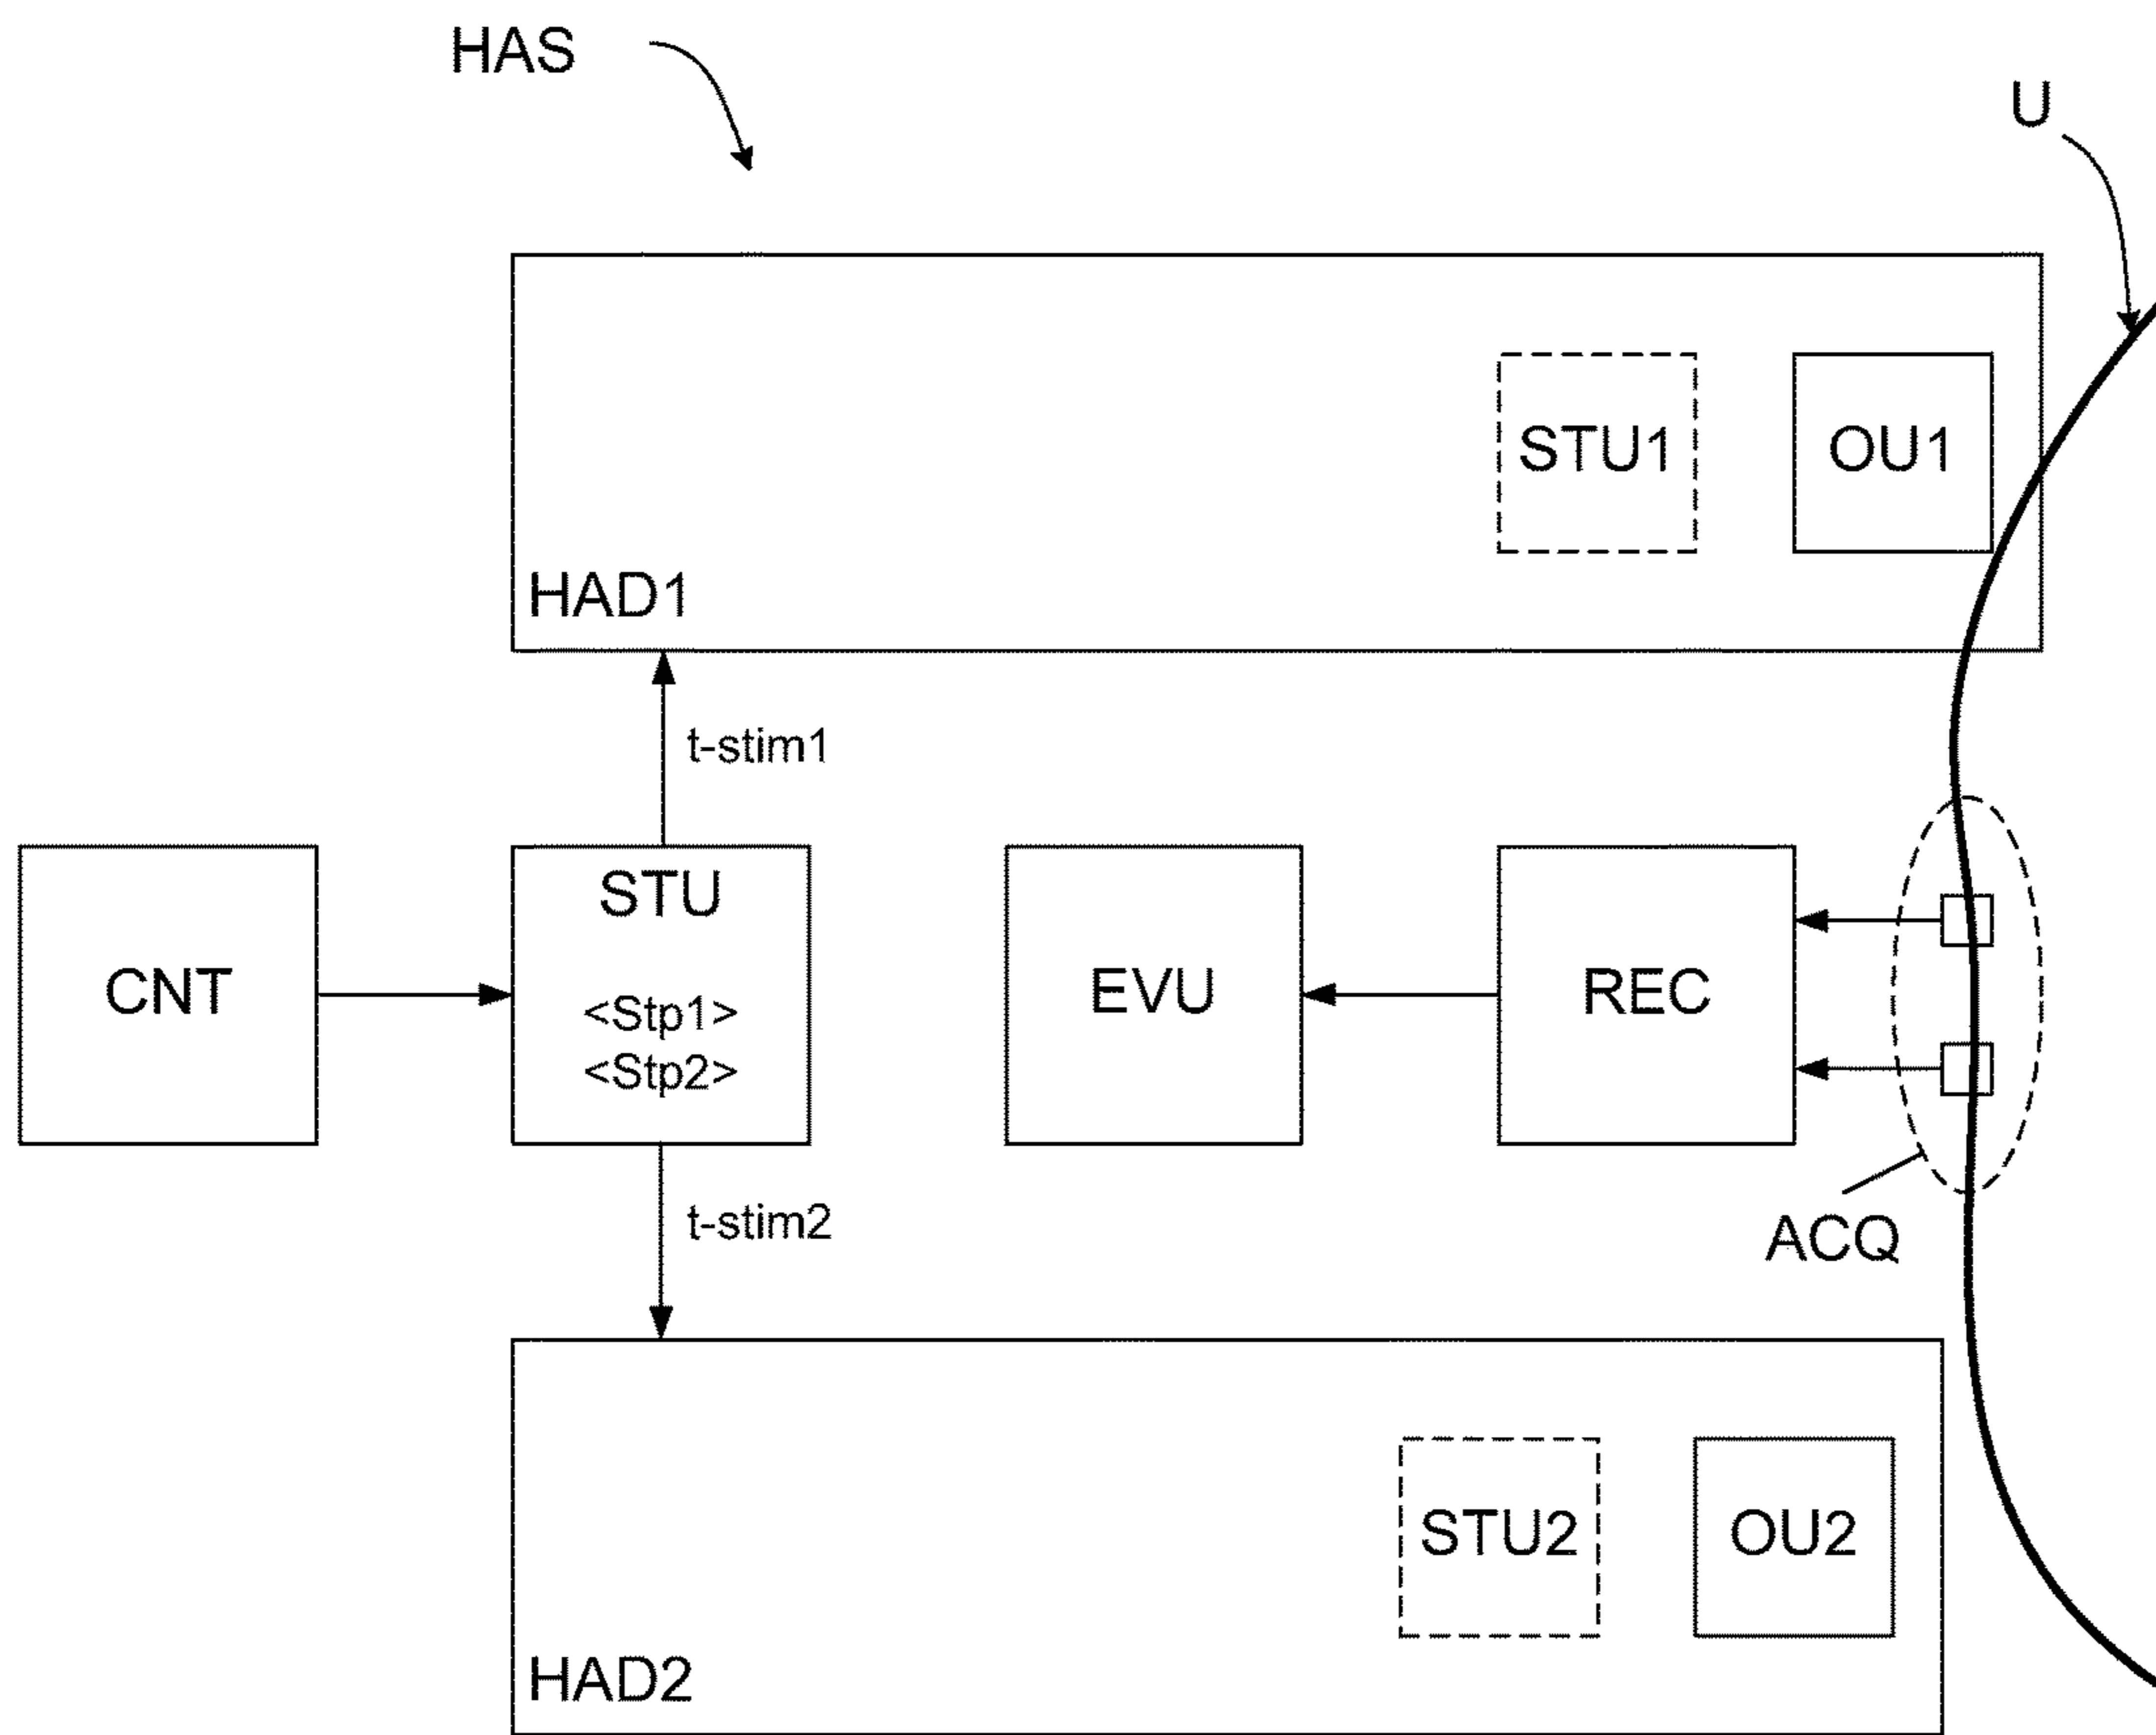 HAS
U
STU1
OU1
HAD1
t-stim1
CNT
STU
<Stp1>
<Stp2>
EVU
REC
t-stim2
ACQ
STU2
OU2
HAD2